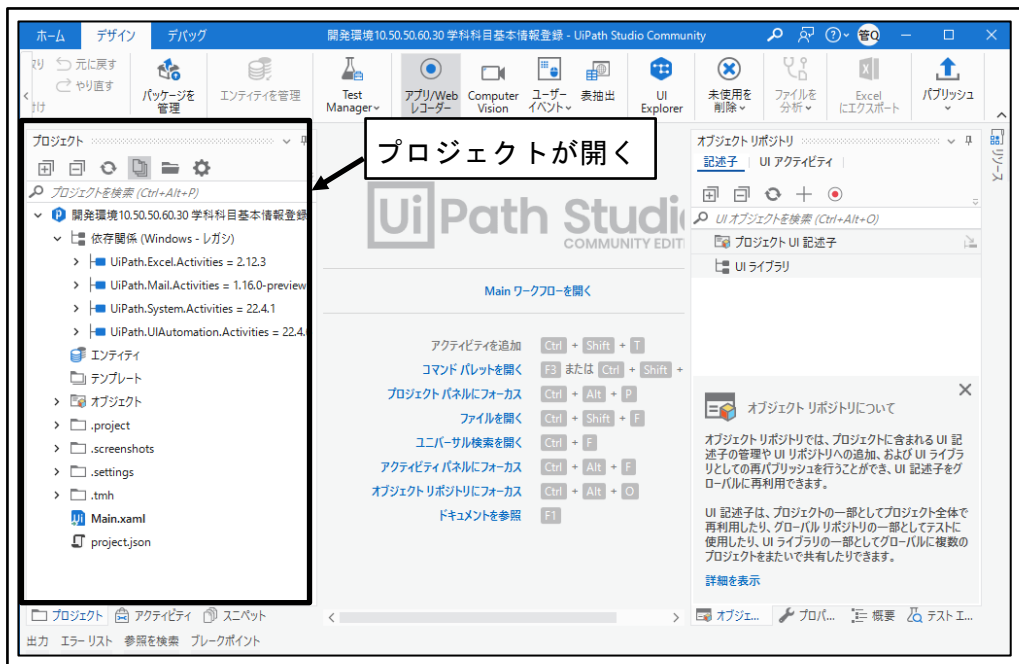 ホーム デザイン デバッグ 開発環境10.50.50.60.30 学科科目基本情報登録 - UiPath Studio Community 管Q
元に戻す
やり直す
パッケージを
管理
エンティティを管理
Test
Manager
アプリ/Web
レコーダー
Computer
Vision
ユーザー
イベント
表抽出
UI
Explorer
未使用を
削除
ファイルを
分析
Excel
にエクスポート
パブリッシュ
プロジェクト
プロジェクトを検索 (Ctrl+Alt+P)
開発環境10.50.50.60.30 学科科目基本情報登録
依存関係 (Windows - レガシ)
UiPath.Excel.Activities = 2.12.3
UiPath.Mail.Activities = 1.16.0-preview
UiPath.System.Activities = 22.4.1
UiPath.UIAutomation.Activities = 22.4.
エンティティ
テンプレート
オブジェクト
.project
.screenshots
.settings
.tmh
Main.xaml
project.json
プロジェクトが開く
UiPath Studi
COMMUNITY EDIT
Main ワークフローを開く
アクティビティを追加 Ctrl + Shift + T
コマンド パレットを開く F3 または Ctrl + Shift +
プロジェクト パネルにフォーカス Ctrl + Alt + P
ファイルを開く Ctrl + Shift + F
ユニバーサル検索を開く Ctrl + F
アクティビティ パネルにフォーカス Ctrl + Alt + F
オブジェクト リポジトリにフォーカス Ctrl + Alt + O
ドキュメントを参照 F1
オブジェクト リポジトリ
記述子 UI アクティビティ
UI オブジェクトを検索 (Ctrl+Alt+O)
プロジェクト UI 記述子
UI ライブラリ
オブジェクト リポジトリについて
オブジェクト リポジトリでは、プロジェクトに含まれる UI 記
述子の管理や UI リポジトリへの追加、および UI ライブラ
リとしての再パブリッシュを行うことができ、UI 記述子をグ
ローバルに再利用できます。
UI 記述子は、プロジェクトの一部としてプロジェクト全体で
再利用したり、グローバル リポジトリの一部としてテストに
使用したり、UI ライブラリの一部としてグローバルに複数の
プロジェクトをまたいで共有したりできます。
詳細を表示
リソース
プロジェクト アクティビティ スニペット
オブジェ... プロパ... 概要 テスト エ...
出力 エラー リスト 参照を検索 ブレークポイント